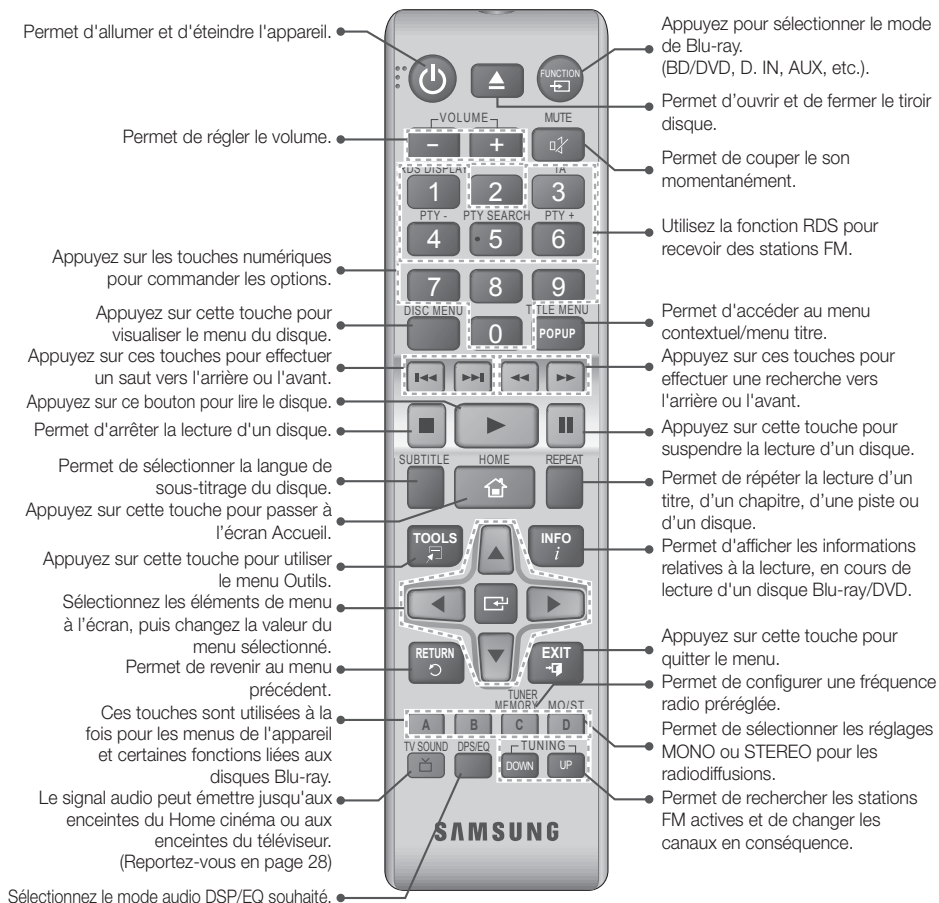 Permet d'allumer et d'éteindre l'appareil.
Permet de régler le volume.
Appuyez sur les touches numériques
pour commander les options.
Appuyez sur cette touche pour
visualiser le menu du disque.
Appuyez sur ces touches pour effectuer
un saut vers l'arrière ou l'avant.
Appuyez sur ce bouton pour lire le disque.
Permet d'arrêter la lecture d'un disque.
Permet de sélectionner la langue de
sous-titrage du disque.
Appuyez sur cette touche pour passer à
l'écran Accueil.
Appuyez sur cette touche pour utiliser
le menu Outils.
Sélectionnez les éléments de menu
à l'écran, puis changez la valeur du
menu sélectionné.
Permet de revenir au menu
précédent.
Ces touches sont utilisées à la
fois pour les menus de l'appareil
et certaines fonctions liées aux
disques Blu-ray.
Le signal audio peut émettre jusqu'aux
enceintes du Home cinéma ou aux
enceintes du téléviseur.
(Reportez-vous en page 28)
Sélectionnez le mode audio DSP/EQ souhaité.
FUNCTION
VOLUME
MUTE
- +
RDS DISPLAY TA
1 2 3
PTY - PTY SEARCH PTY +
4 5 6
7 8 9
DISC MENU TITLE MENU
0 POPUP
SUBTITLE HOME REPEAT
TOOLS INFO
i
RETURN EXIT
TUNER
MEMORY MO/ST
A B C D
TV SOUND DPS/EQ TUNING
DOWN UP
SAMSUNG
Appuyez pour sélectionner le mode
de Blu-ray.
(BD/DVD, D. IN, AUX, etc.).
Permet d’ouvrir et de fermer le tiroir
disque.
Permet de couper le son
momentanément.
Utilisez la fonction RDS pour
recevoir des stations FM.
Permet d'accéder au menu
contextuel/menu titre.
Appuyez sur ces touches pour
effectuer une recherche vers
l'arrière ou l'avant.
Appuyez sur cette touche pour
suspendre la lecture d’un disque.
Permet de répéter la lecture d’un
titre, d’un chapitre, d’une piste ou
d’un disque.
Permet d'afficher les informations
relatives à la lecture, en cours de
lecture d'un disque Blu-ray/DVD.
Appuyez sur cette touche pour
quitter le menu.
Permet de configurer une fréquence
radio préréglée.
Permet de sélectionner les réglages
MONO ou STEREO pour les
radiodiffusions.
Permet de rechercher les stations
FM actives et de changer les
canaux en conséquence.